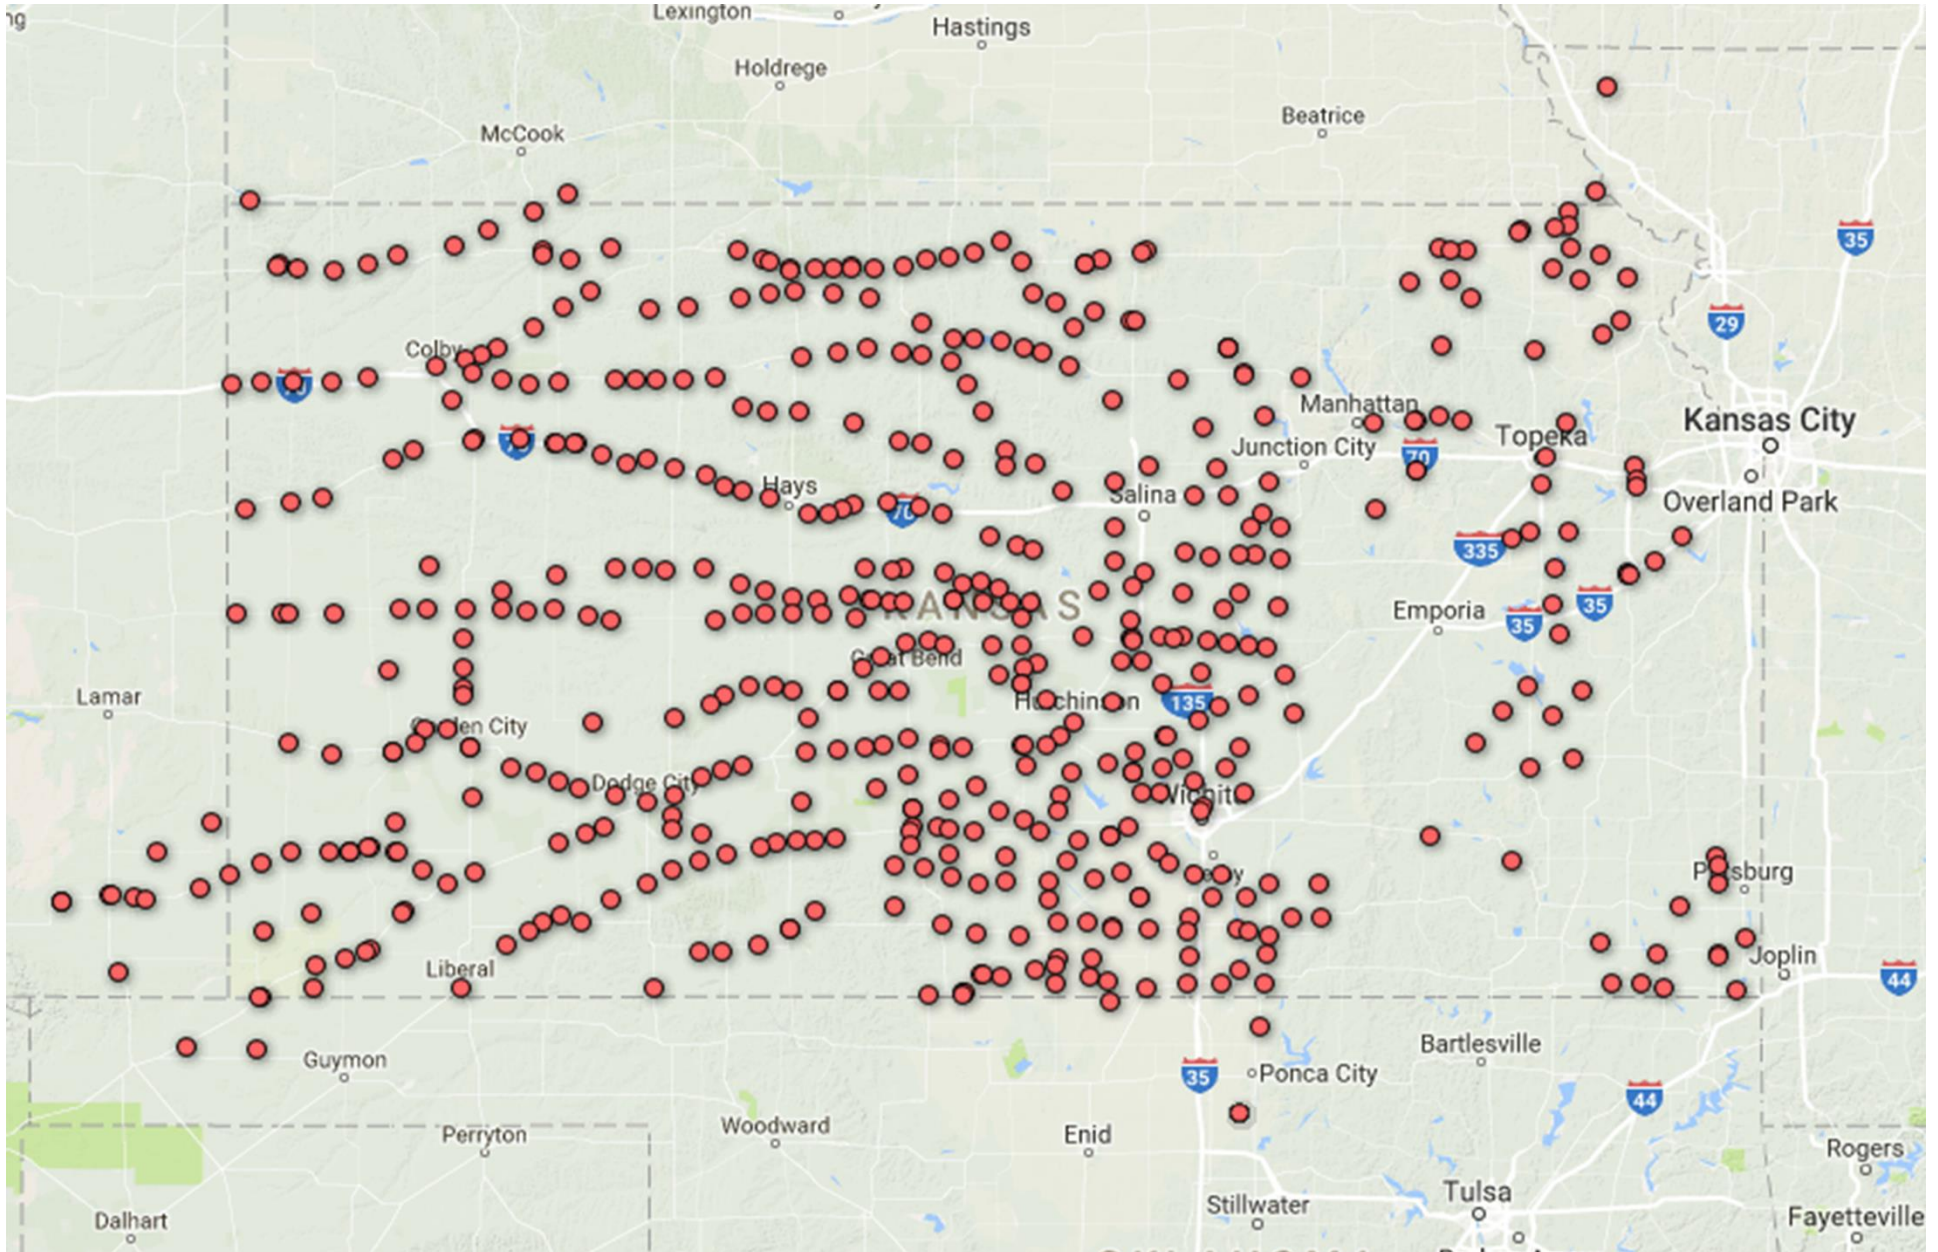 ng
Lexington
Hastings
Holdrege
McCook
Beatrice
35
29
Colby
Manhattan
Kansas City
Junction City
Topeka
70
Hays
Salina
70
Overland Park
335
KANSAS
Emporia
35
35
Great Bend
Lamar
Hutchinson
135
Garden City
Dodge City
Wichita
Pittsburg
Liberal
Joplin
44
Guymon
Bartlesville
35
Ponca City
44
Perryton
Woodward
Enid
Rogers
Tulsa
Stillwater
Dalhart
Fayetteville